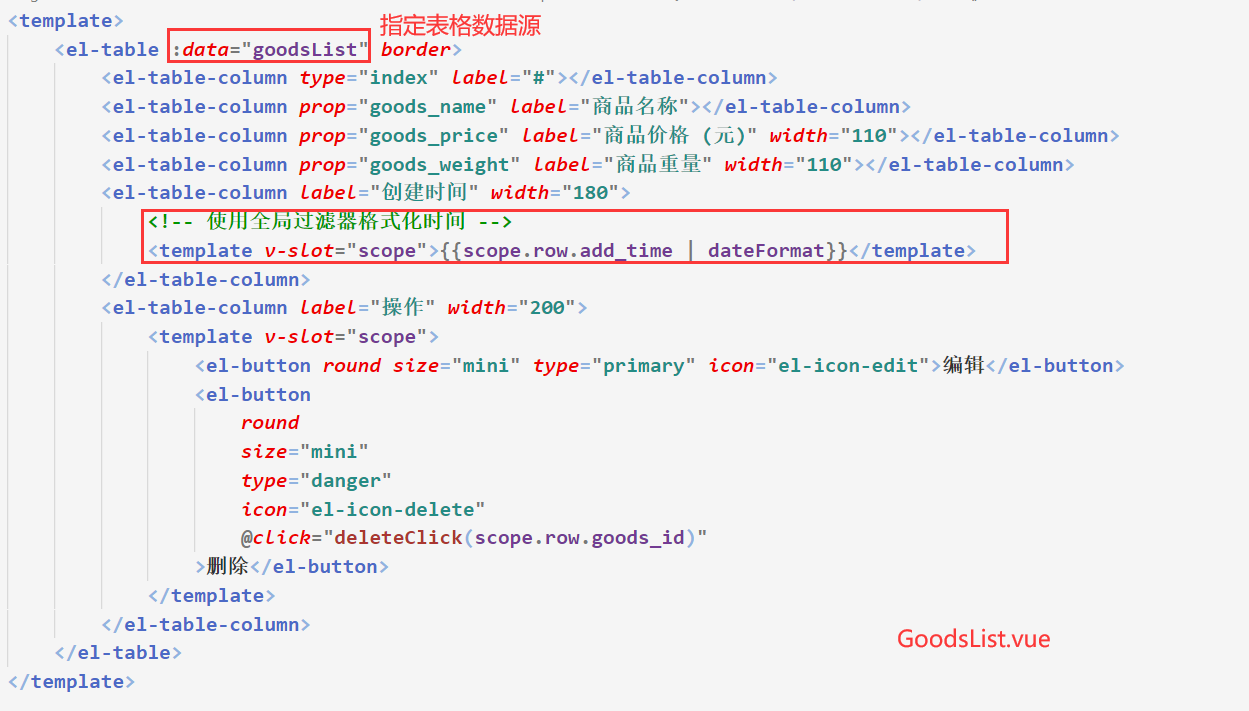 <template>
指定表格数据源
    <el-table :data="goodsList" border>
        <el-table-column type="index" label="#"></el-table-column>
        <el-table-column prop="goods_name" label="商品名称"></el-table-column>
        <el-table-column prop="goods_price" label="商品价格 (元)" width="110"></el-table-column>
        <el-table-column prop="goods_weight" label="商品重量" width="110"></el-table-column>
        <el-table-column label="创建时间" width="180">
            <!-- 使用全局过滤器格式化时间 -->
            <template v-slot="scope">{{scope.row.add_time | dateFormat}}</template>
        </el-table-column>
        <el-table-column label="操作" width="200">
            <template v-slot="scope">
                <el-button round size="mini" type="primary" icon="el-icon-edit">编辑</el-button>
                <el-button
                    round
                    size="mini"
                    type="danger"
                    icon="el-icon-delete"
                    @click="deleteClick(scope.row.goods_id)"
                >删除</el-button>
            </template>
        </el-table-column>
    </el-table>
</template>
GoodsList.vue